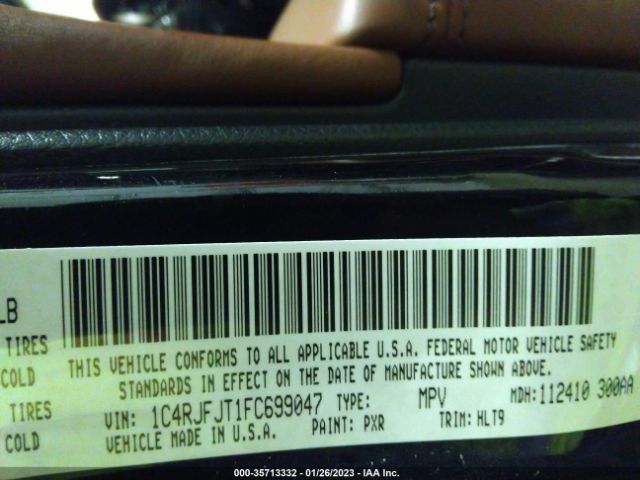 LB
TIRES
COLD
TIRES
COLD
THIS VEHICLE CONFORMS TO ALL APPLICABLE U.S.A. FEDERAL MOTOR VEHICLE SAFETY
STANDARDS IN EFFECT ON THE DATE OF MANUFACTURE SHOWN ABOVE.
VIN: 1C4RJFJT1FC699047 TYPE: MPV MDH:112410 300AA
VEHICLE MADE IN U.S.A. PAINT: PXR TRIM: HLT9
000-35713332 - 01/26/2023 - IAA Inc.